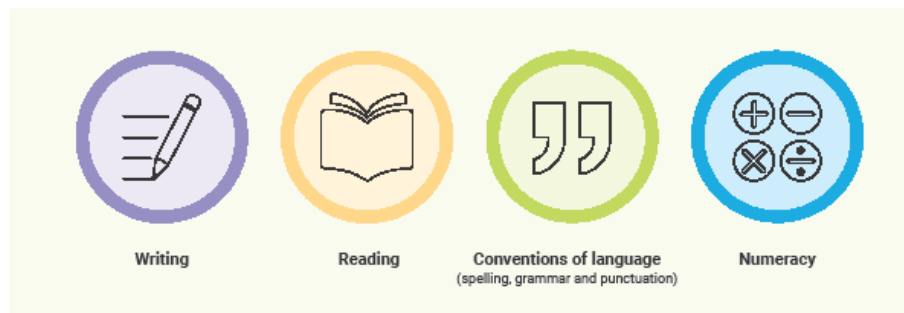 Writing
Reading
Conventions of language
(spelling, grammar and punctuation)
Numeracy